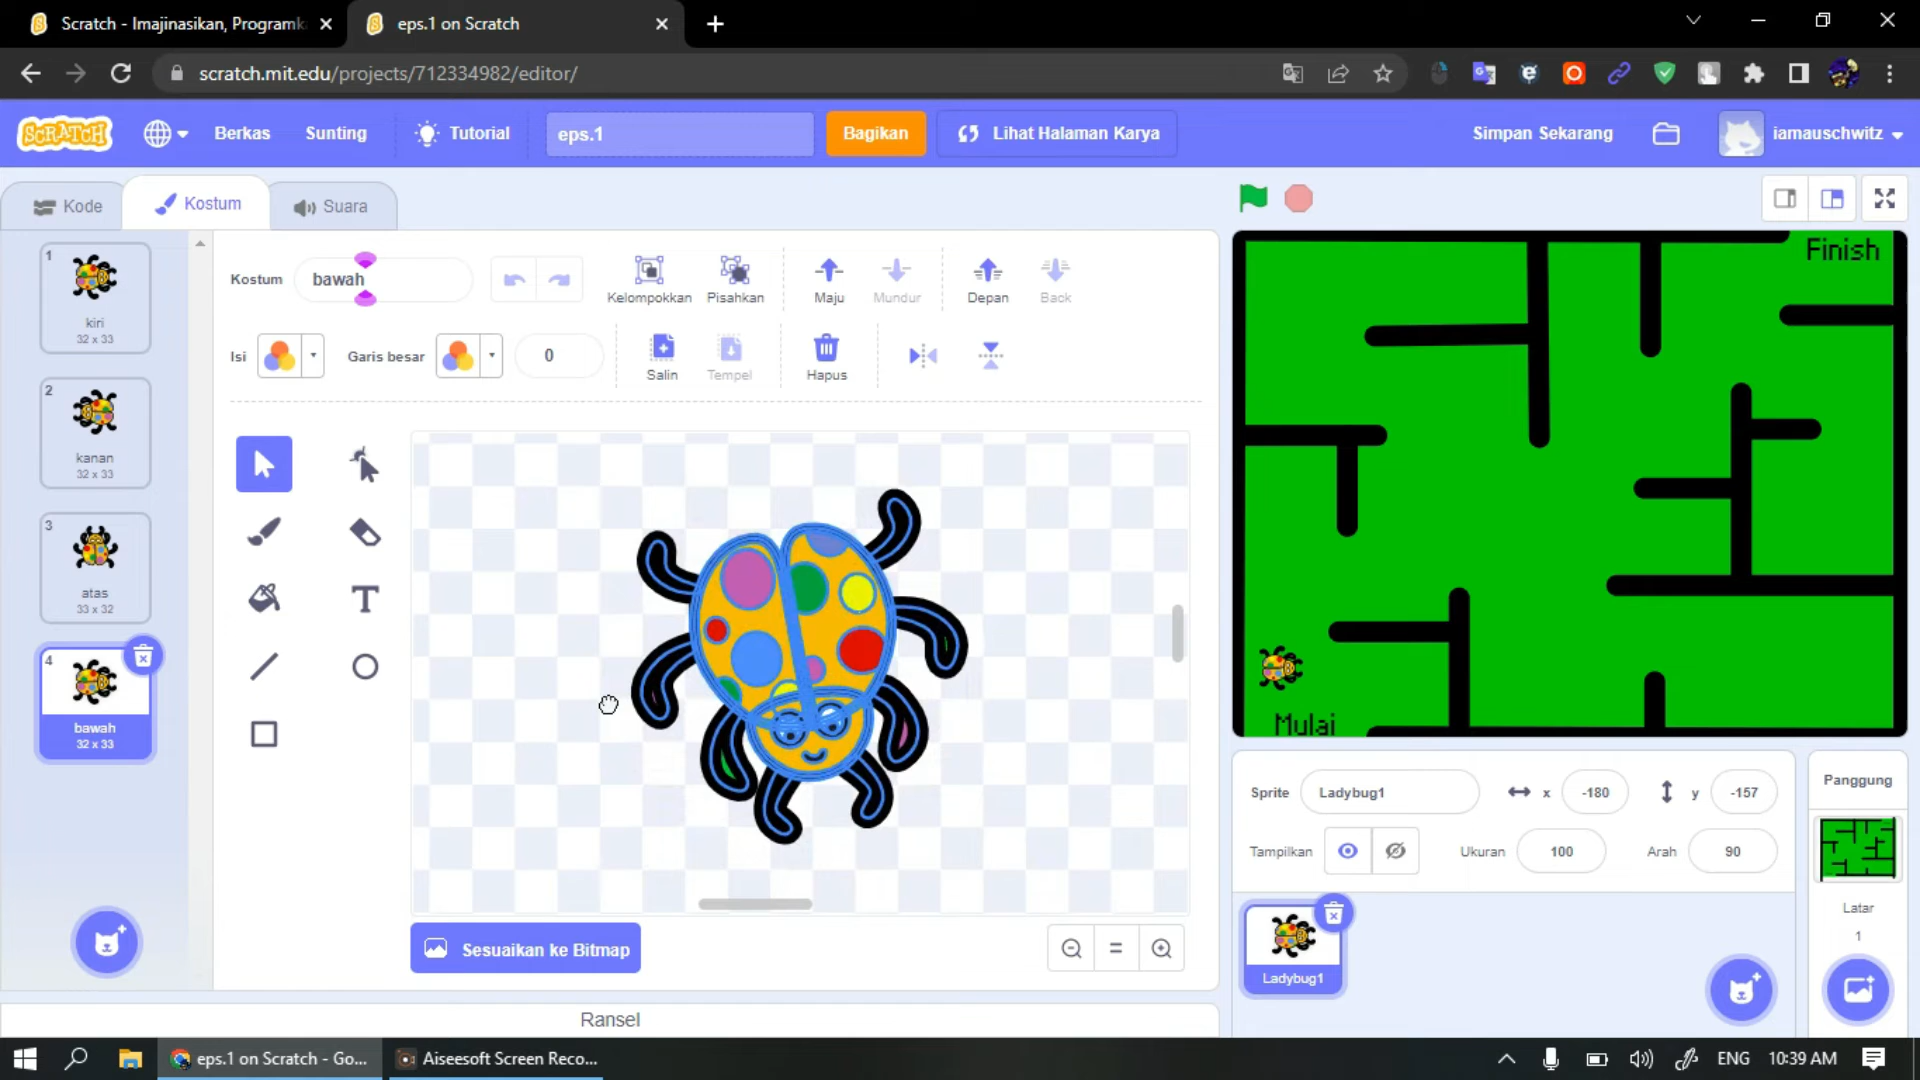 Scratch - Imajinasikan, Programka
eps.1 on Scratch
scratch.mit.edu/projects/712334982/editor/
SCRATCH
Berkas
Sunting
Tutorial
eps.1
Bagikan
Lihat Halaman Karya
Simpan Sekarang
iamauschwitz
Kode
Kostum
Suara
1
kiri
32 x 33
2
kanan
32 x 33
3
atas
33 x 32
4
bawah
32 x 33
Kostum
bawah
Kelompokkan
Pisahkan
Maju
Mundur
Depan
Back
Isi
Garis besar
0
Salin
Tempel
Hapus
T
Sesuaikan ke Bitmap
Ransel
Finish
Mulai
Sprite
Ladybug1
x
-180
y
-157
Tampilkan
Ukuran
100
Arah
90
Ladybug1
Panggung
Latar
1
eps.1 on Scratch - Go...
Aiseesoft Screen Reco...
ENG
10:39 AM